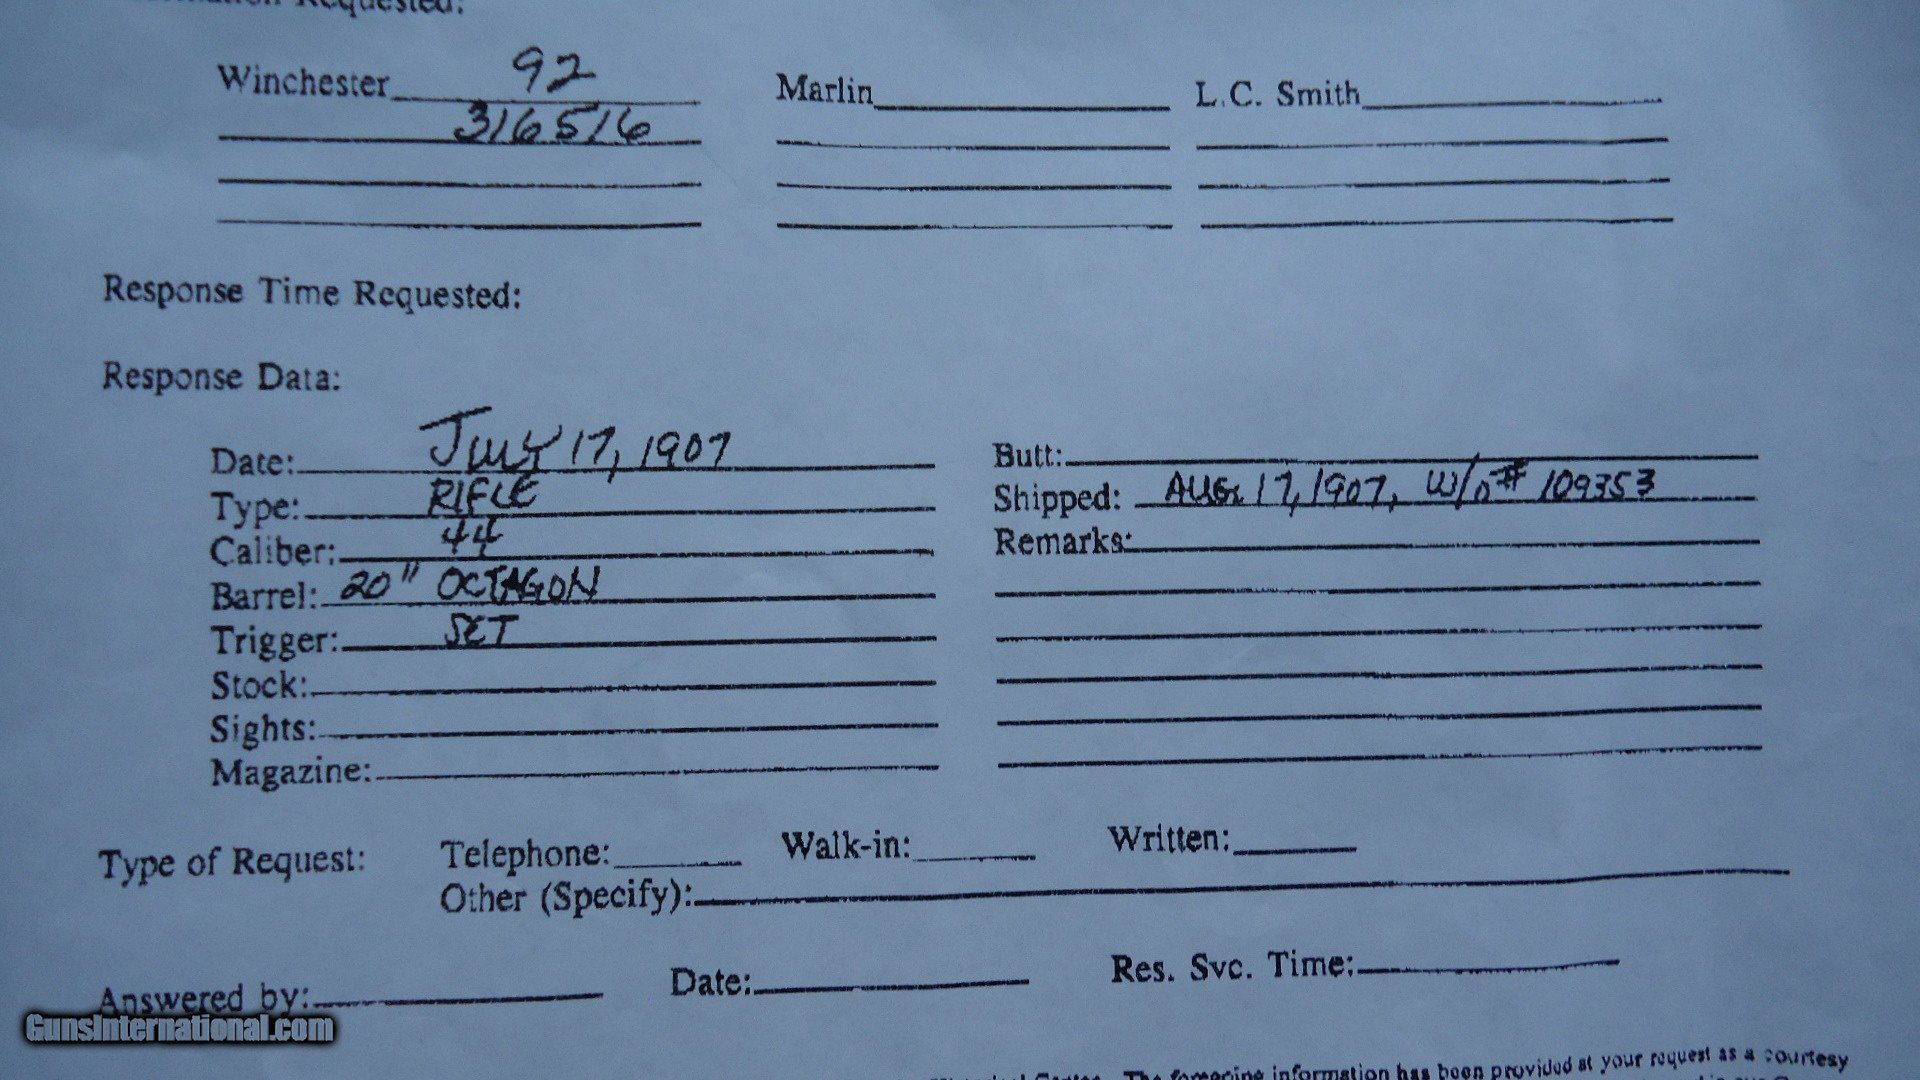 Requested:
Winchester 92 Marlin L.C. Smith
316516
Response Time Requested:
Response Data:
Date: July 17, 1907
Type: RIFLE
Caliber: 44
Barrel: 20" OCTAGON
Trigger: SET
Stock:
Sights:
Magazine:
Butt:
Shipped: AUG. 17, 1907, W/O# 109353
Remarks:
Type of Request: Telephone: Walk-in: Written:
Other (Specify):
Answered by: Date: Res. Svc. Time:
GunsInternational.com
The foregoing information has been provided at your request as a courtesy